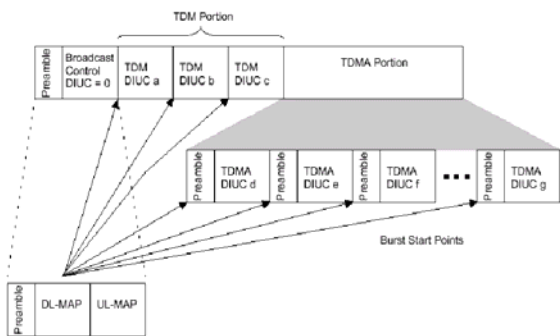 TDM Portion
Preamble
Broadcast
Control
DIUC = 0
TDM
DIUC a
TDM
DIUC b
TDM
DIUC c
TDMA Portion
Preamble
TDMA
DIUC d
Preamble
TDMA
DIUC e
Preamble
TDMA
DIUC f
Preamble
TDMA
DIUC g
Burst Start Points
Preamble
DL-MAP
UL-MAP